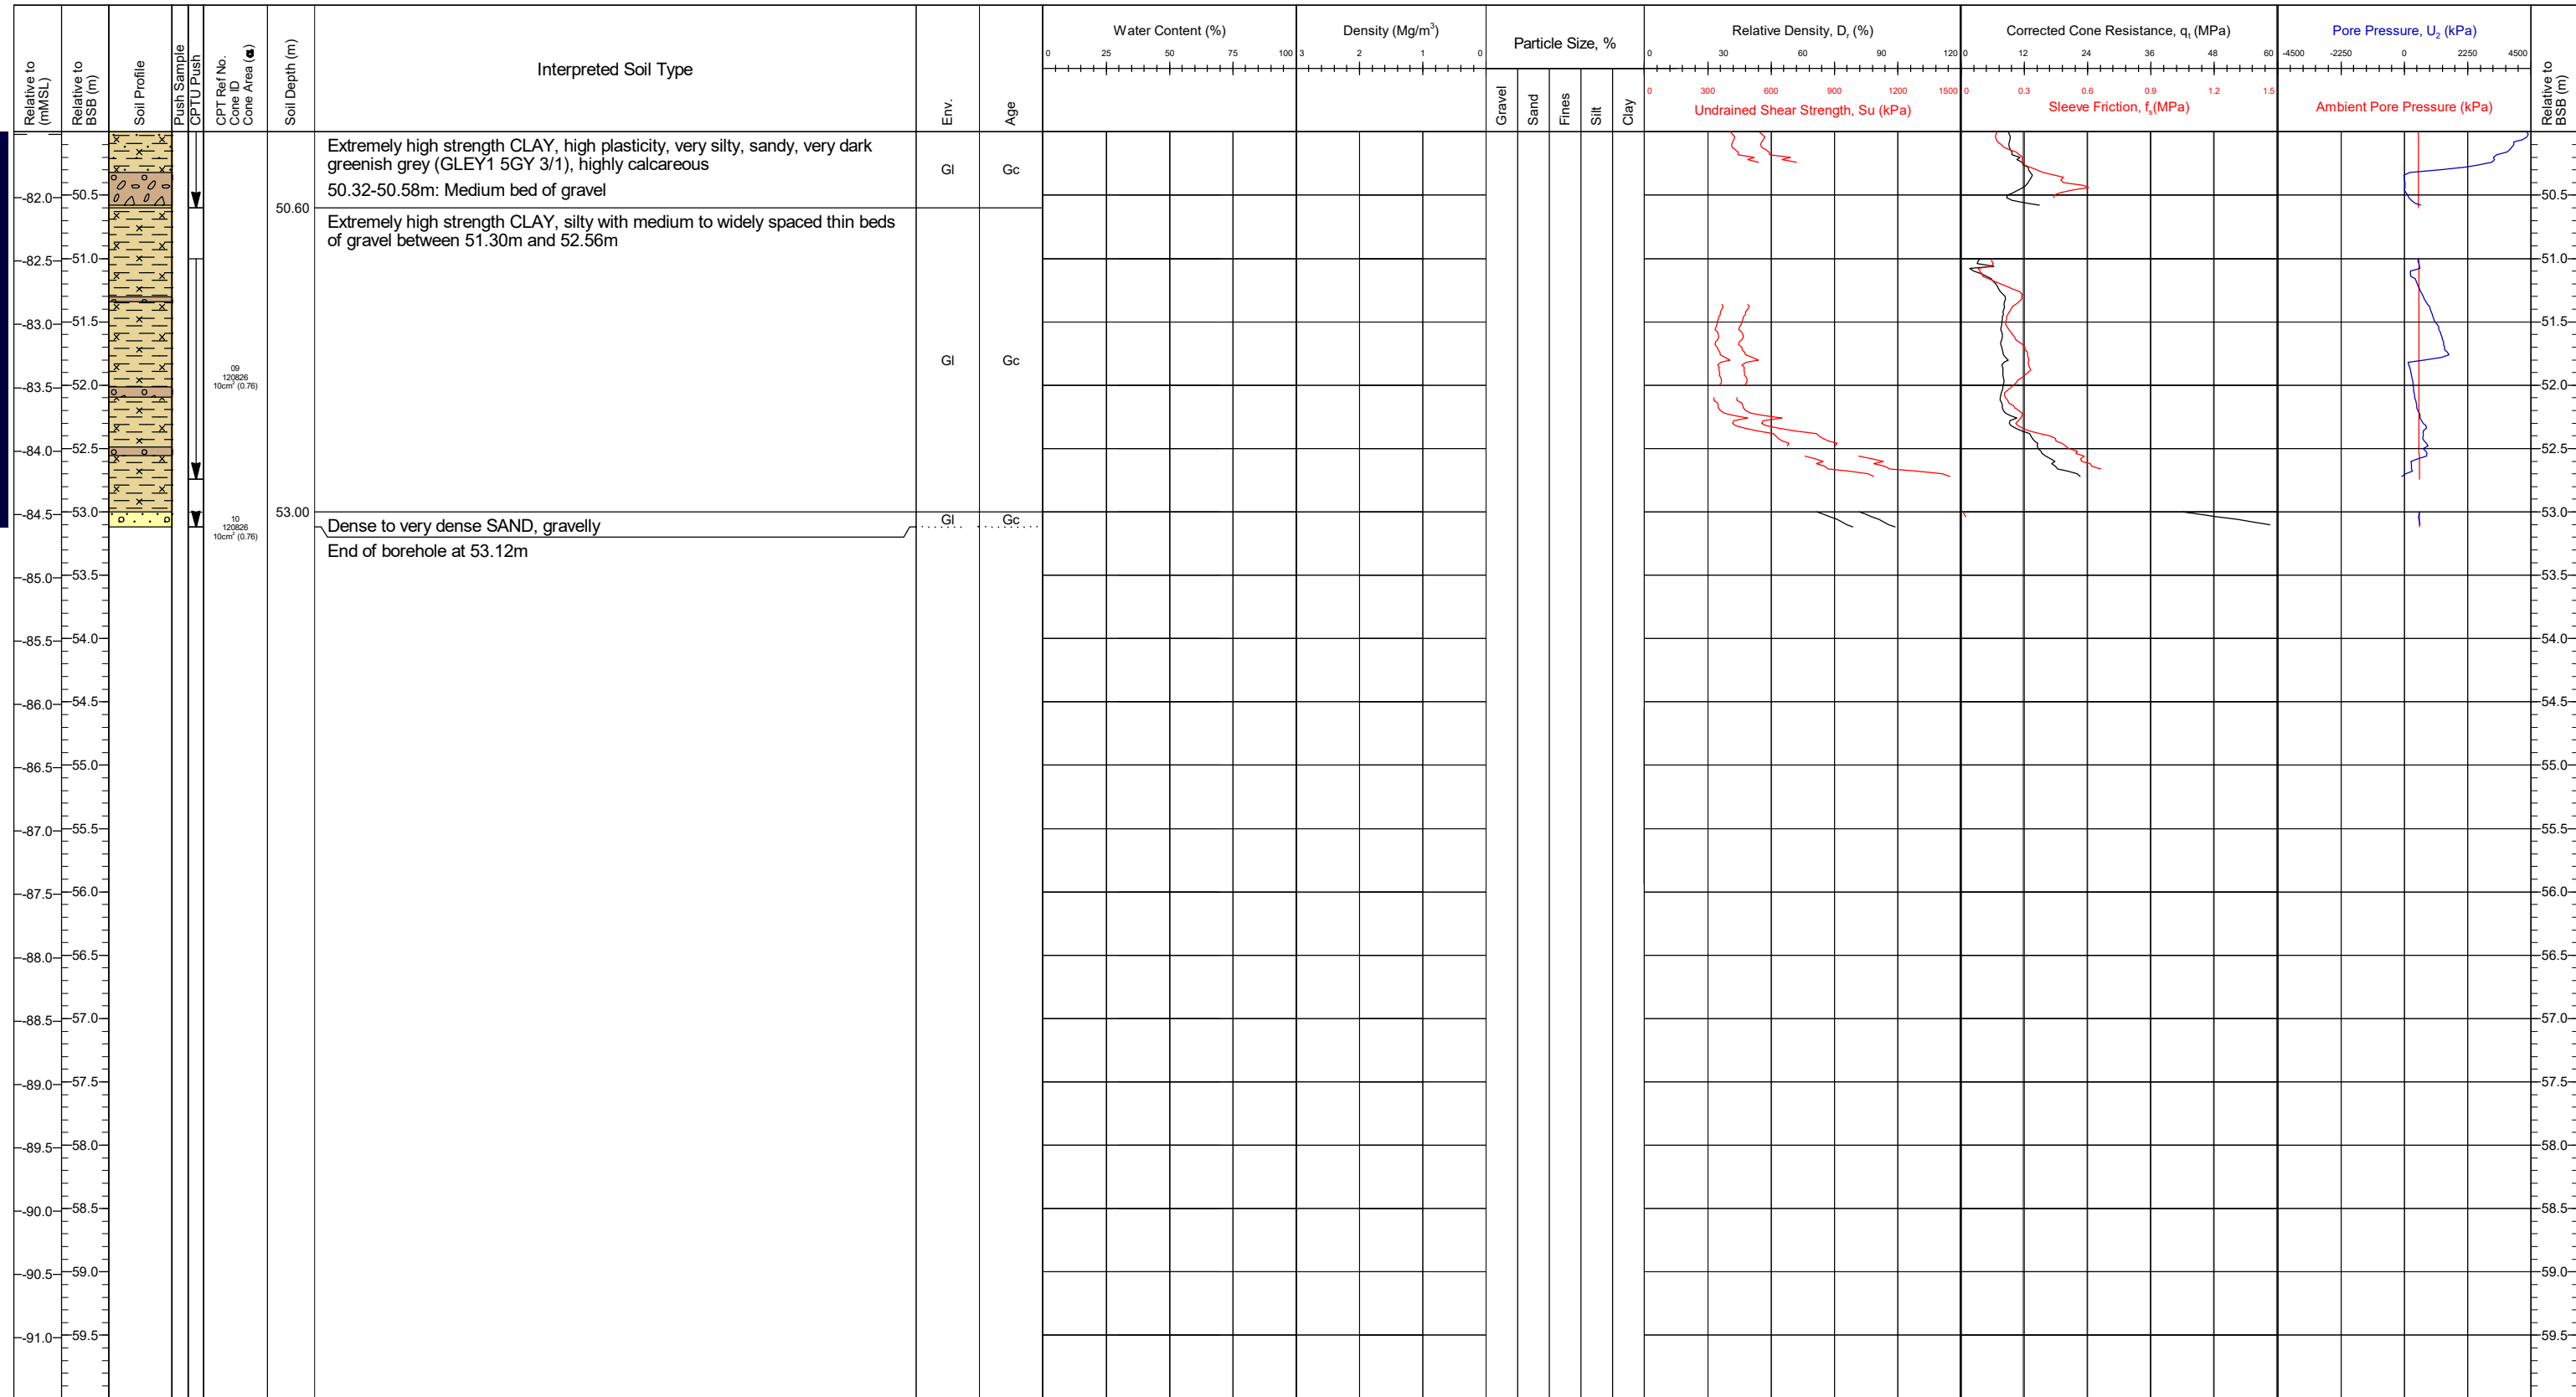 Relative to
(mMSL)
Relative to
BSB (m)
Soil Profile
Push Sample
CPTU Push
CPT Ref No.
Cone ID
Cone Area (α)
Soil Depth (m)
Interpreted Soil Type
Env.
Age
Water Content (%)
0 25 50 75 100
Density (Mg/m³)
3 2 1 0
Particle Size, %
Gravel
Sand
Fines
Silt
Clay
Relative Density, Dr (%)
0 30 60 90 120
0 300 600 900 1200 1500
Undrained Shear Strength, Su (kPa)
Corrected Cone Resistance, qt (MPa)
0 12 24 36 48 60
0 0.3 0.6 0.9 1.2 1.5
Sleeve Friction, fs(MPa)
Pore Pressure, U2 (kPa)
-4500 -2250 0 2250 4500
Ambient Pore Pressure (kPa)
Relative to
BSB (m)
Extremely high strength CLAY, high plasticity, very silty, sandy, very dark
greenish grey (GLEY1 5GY 3/1), highly calcareous
Gl Gc
50.32-50.58m: Medium bed of gravel
-82.0 50.5 50.5
50.60
Extremely high strength CLAY, silty with medium to widely spaced thin beds
of gravel between 51.30m and 52.56m
-82.5 51.0 51.0
-83.0 51.5 51.5
Gl Gc
09
120826
10cm² (0.76)
-83.5 52.0 52.0
-84.0 52.5 52.5
-84.5 53.0 53.00 53.0
10
120826
10cm² (0.76)
Dense to very dense SAND, gravelly
Gl Gc
End of borehole at 53.12m
-85.0 53.5 53.5
-85.5 54.0 54.0
-86.0 54.5 54.5
-86.5 55.0 55.0
-87.0 55.5 55.5
-87.5 56.0 56.0
-88.0 56.5 56.5
-88.5 57.0 57.0
-89.0 57.5 57.5
-89.5 58.0 58.0
-90.0 58.5 58.5
-90.5 59.0 59.0
-91.0 59.5 59.5